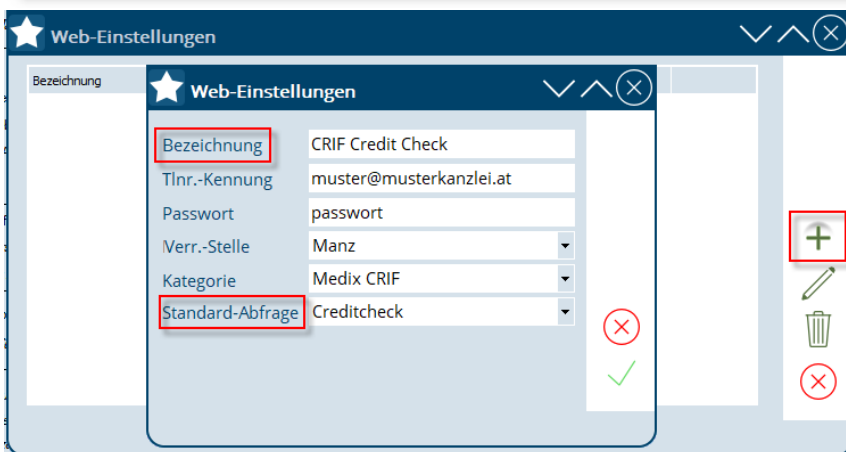 Web-Einstellungen
Bezeichnung
Web-Einstellungen
Bezeichnung CRIF Credit Check
Tlnr.-Kennung muster@musterkanzlei.at
Passwort passwort
Verr.-Stelle Manz
Kategorie Medix CRIF
Standard-Abfrage Creditcheck